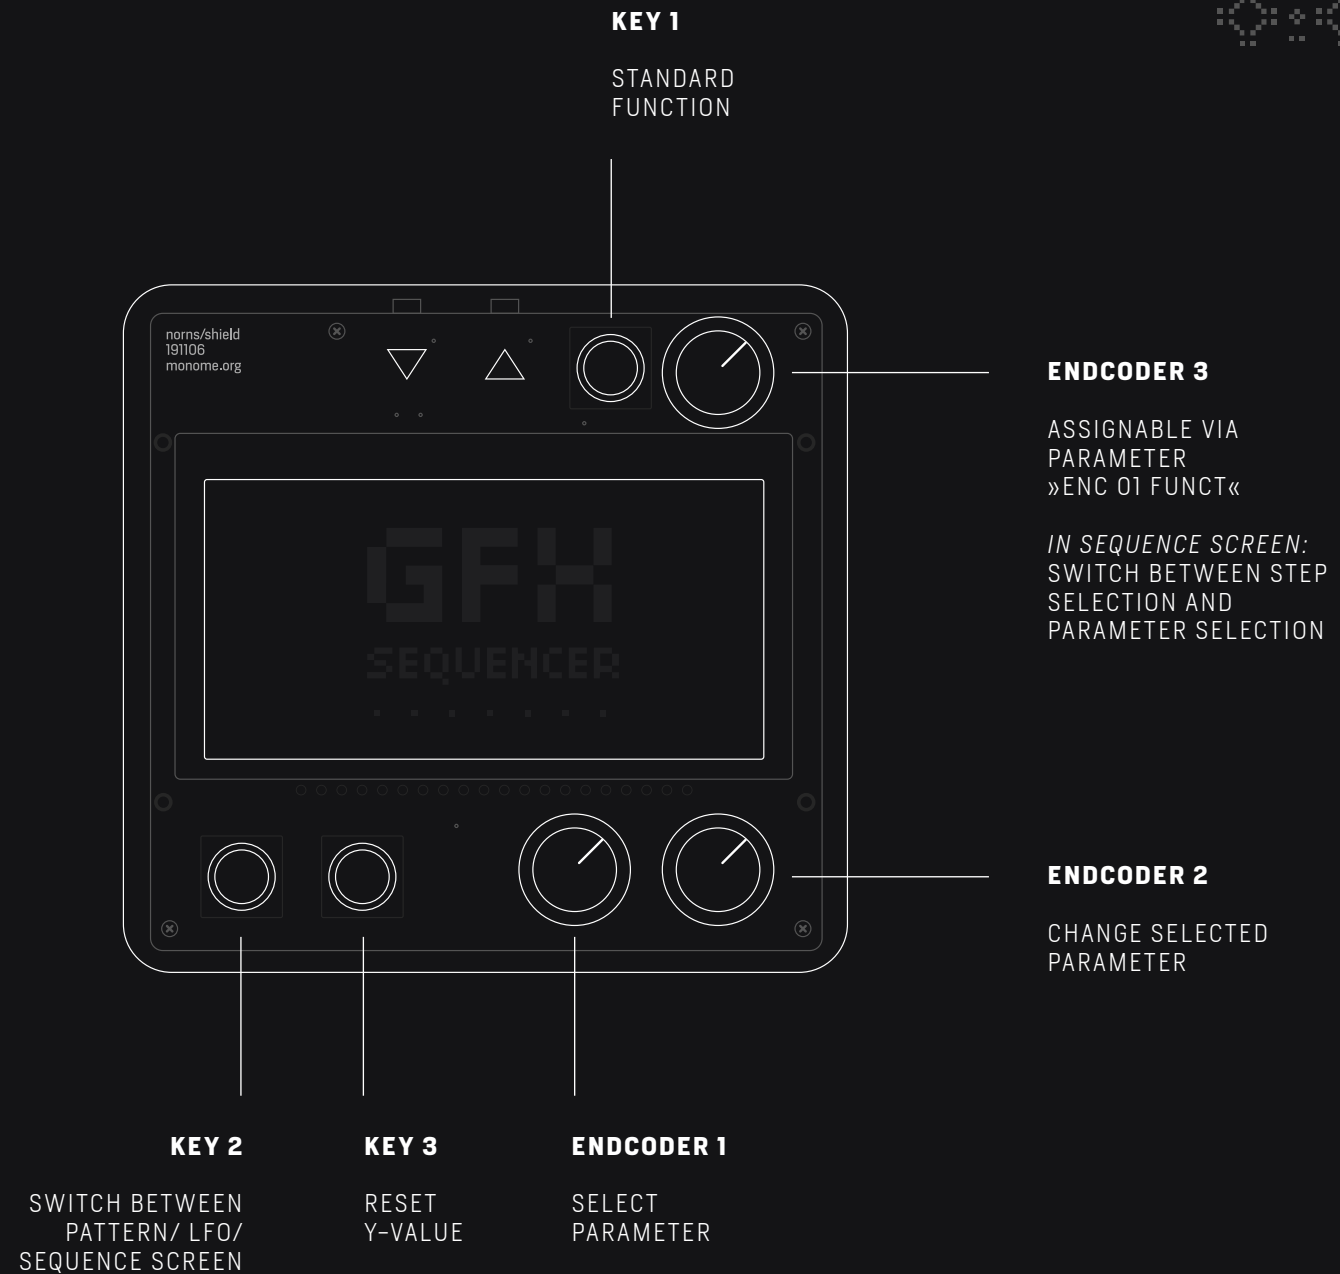 KEY 1
STANDARD
FUNCTION
norns/shield
191106
monome.org
ENDCODER 3
ASSIGNABLE VIA
PARAMETER
»ENC 01 FUNCT«
IN SEQUENCE SCREEN:
SWITCH BETWEEN STEP
SELECTION AND
PARAMETER SELECTION
GFX
SEQUENCER
ENDCODER 2
CHANGE SELECTED
PARAMETER
KEY 2
SWITCH BETWEEN
PATTERN/ LFO/
SEQUENCE SCREEN
KEY 3
RESET
Y-VALUE
ENDCODER 1
SELECT
PARAMETER